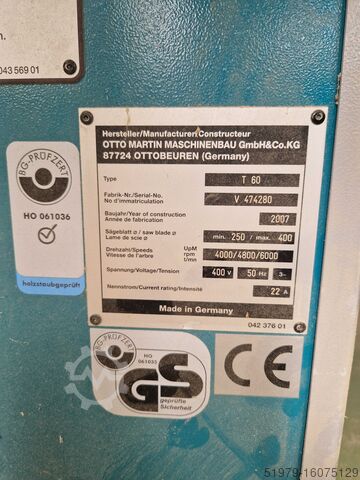 n.
043 569 01
BG-PRÜFZERT
HO 061036
holzstaubgeprüft
Hersteller/Manufacturer/Constructeur
OTTO MARTIN MASCHINENBAU GmbH&Co.KG
87724 OTTOBEUREN (Germany)
Type T 60
Fabrik-Nr./Serial-No. V 474280
No d'immatriculation
Baujahr/Year of construction 2007
Année de fabrication
Sägeblatt ø / saw blade ø min. 250 / max. 400
Lame de scie ø
Drehzahl/Speeds UpM 4000/4800/6000
Vitesse de l'arbre rpm
t/mn
Spannung/Voltage/Tension 400 V 50 Hz 3~
Nennstrom/Current rating/Intensité 22 A
Made in Germany
042 376 01
BG-PRÜFZERT
HO
061035
GS
geprüfte
Sicherheit
CE
51979-16075129